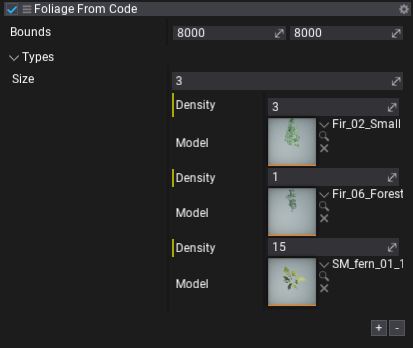 Foliage From Code
Bounds 8000 8000
Types
Size 3
Density 3
Model Fir_02_Small
Density 1
Model Fir_06_Forest
Density 15
Model SM_fern_01_1
+ -